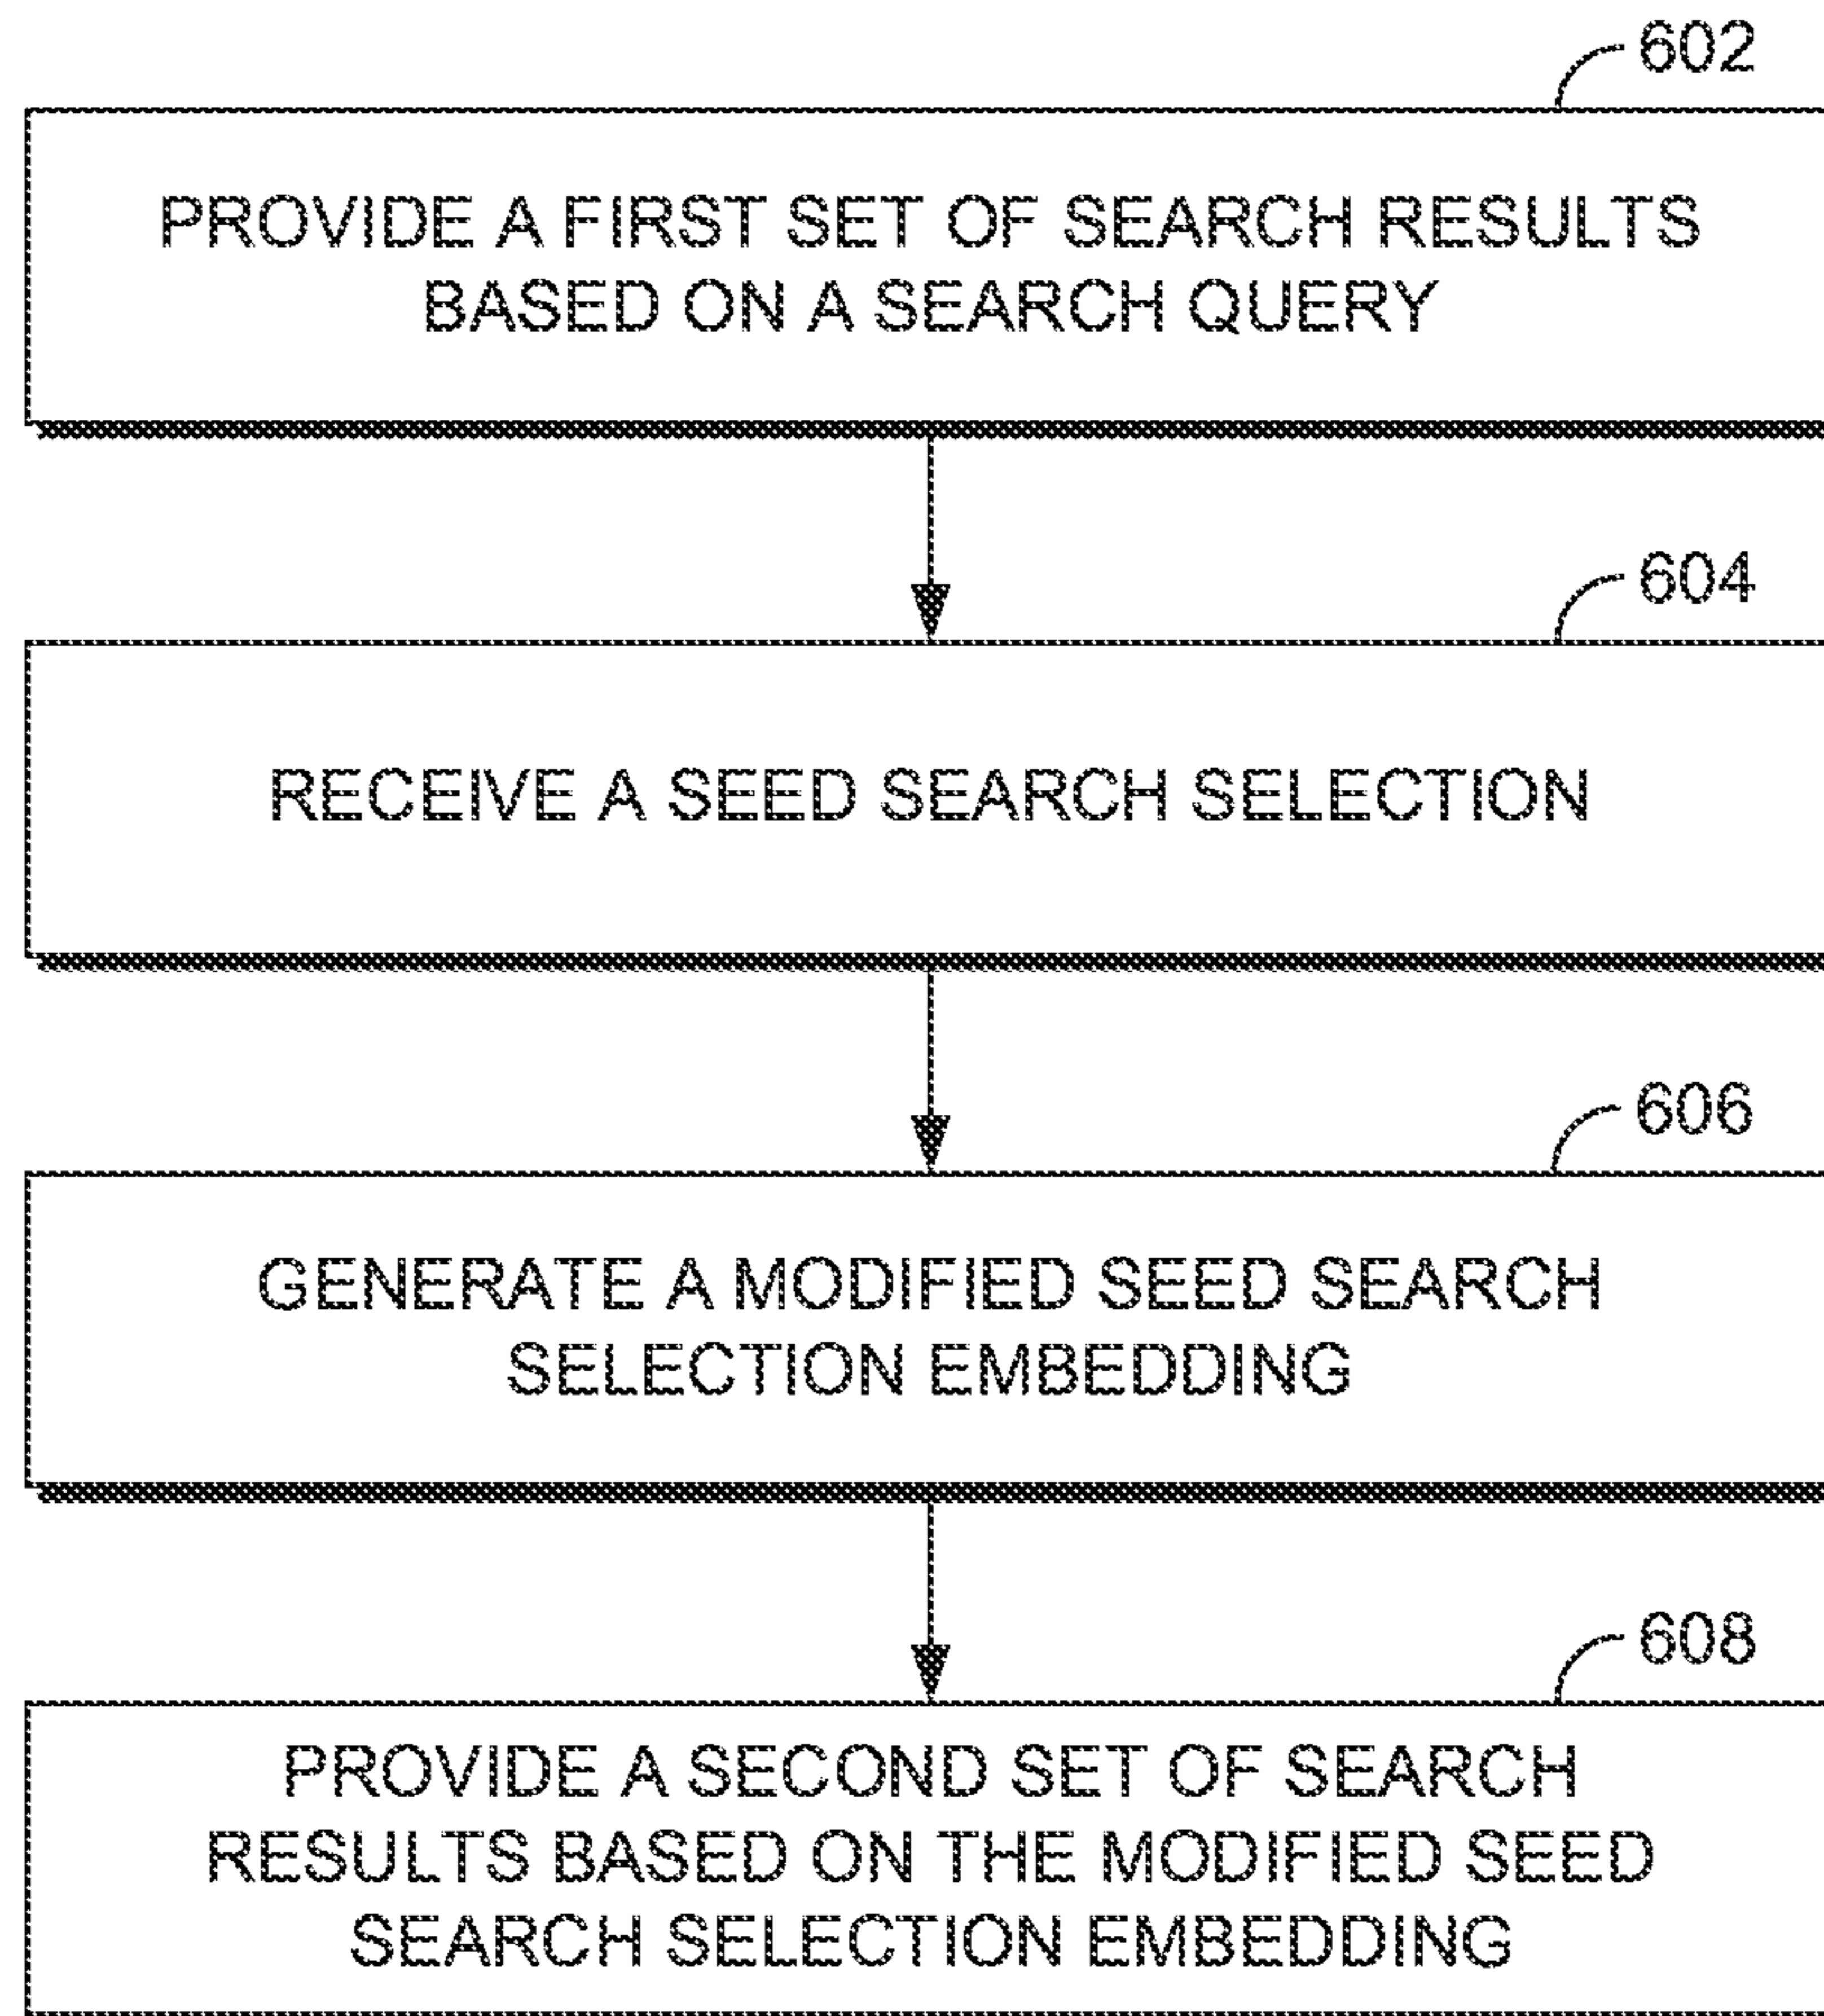 602
PROVIDE A FIRST SET OF SEARCH RESULTS
BASED ON A SEARCH QUERY
604
RECEIVE A SEED SEARCH SELECTION
606
GENERATE A MODIFIED SEED SEARCH
SELECTION EMBEDDING
608
PROVIDE A SECOND SET OF SEARCH
RESULTS BASED ON THE MODIFIED SEED
SEARCH SELECTION EMBEDDING